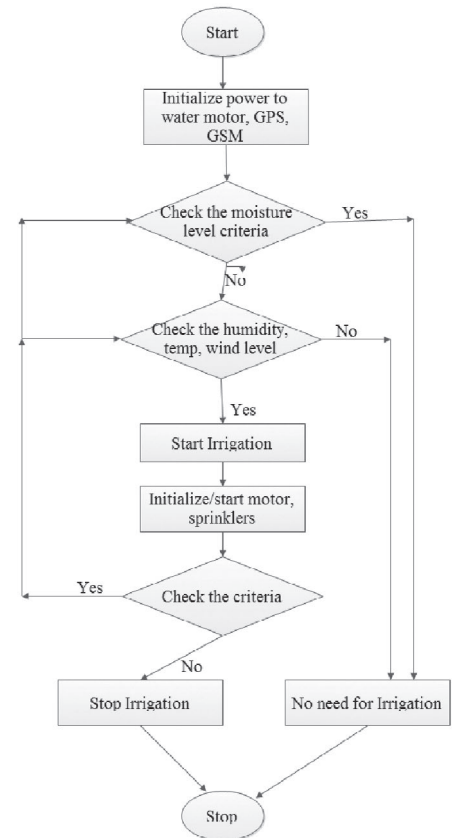 Start
Initialize power to
water motor, GPS,
GSM
Check the moisture
level criteria
Yes
No
Check the humidity,
temp, wind level
No
Yes
Start Irrigation
Initialize/start motor,
sprinklers
Check the criteria
Yes
No
Stop Irrigation
No need for Irrigation
Stop